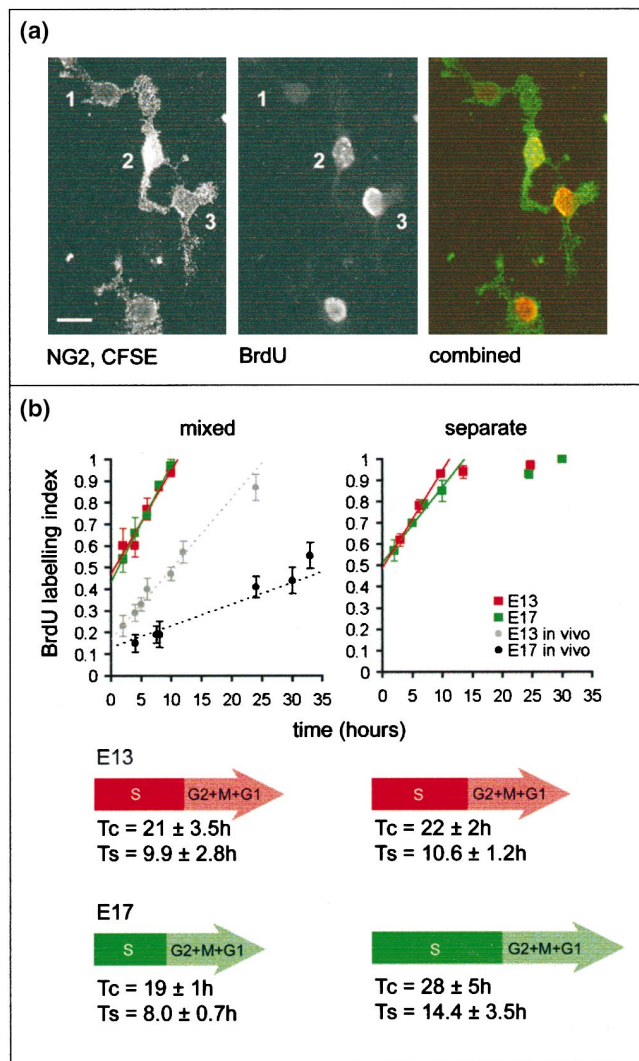 (a)
1
2
3
1
2
3
NG2, CFSE
BrdU
combined
(b)
mixed
separate
BrdU labelling index
1
0.9
0.8
0.7
0.6
0.5
0.4
0.3
0.2
0.1
0
0 5 10 15 20 25 30 35
1
0.9
0.8
0.7
0.6
0.5
0.4
0.3
0.2
0.1
0
0 5 10 15 20 25 30 35
E13
E17
E13 in vivo
E17 in vivo
time (hours)
E13
S G2+M+G1
Tc = 21 ± 3.5h
Ts = 9.9 ± 2.8h
S G2+M+G1
Tc = 22 ± 2h
Ts = 10.6 ± 1.2h
E17
S G2+M+G1
Tc = 19 ± 1h
Ts = 8.0 ± 0.7h
S G2+M+G1
Tc = 28 ± 5h
Ts = 14.4 ± 3.5h